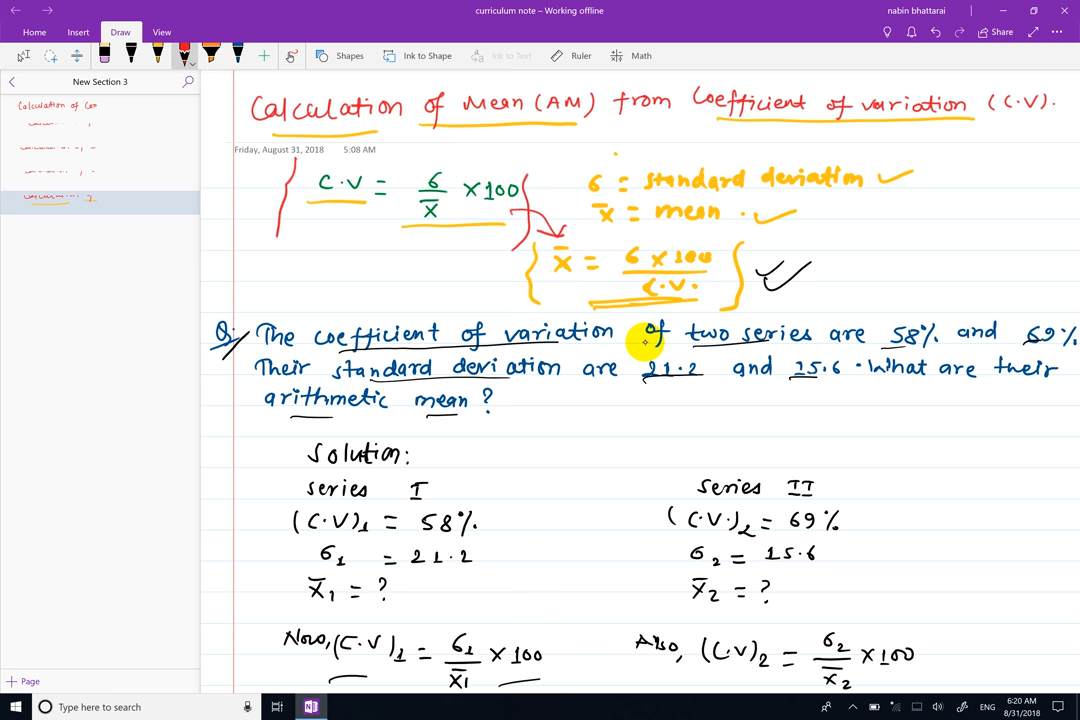 curriculum note – Working offline
nabin bhattarai
Home Insert Draw View
Share
Shapes Ink to Shape Ink to Text Ruler Math
New Section 3
Calculation of Mean (AM) from Coefficient of variation (C.V).
Friday, August 31, 2018 5:08 AM
C.V = σ/x̄ ×100
σ = standard deviation
x̄ = mean.
x̄ = σ × 100 / C.V.
Q: The coefficient of variation of two series are 58% and 69%.
Their standard deviation are 21.2 and 15.6. What are their
arithmetic mean?
Solution:
Series I
(C.V)₁ = 58%.
σ₁ = 21.2
x̄₁ = ?
Now, (C.V)₁ = σ₁/x̄₁ × 100
Series II
(C.V.)₂ = 69%
σ₂ = 15.6
x̄₂ = ?
Also, (C.V)₂ = σ₂/x̄₂ × 100
+ Page
Type here to search
ENG
6:20 AM
8/31/2018